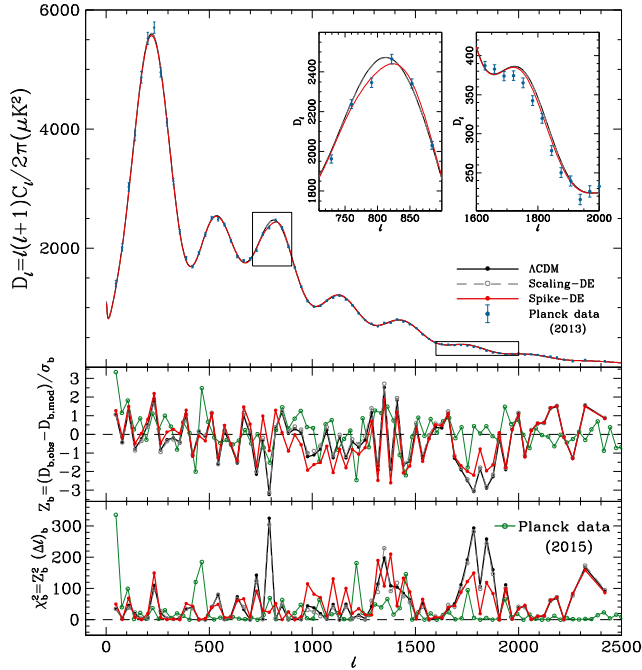 D_l=l(l+1)C_l/2π(μK²)
6000
4000
2000
D_l
2400
2200
2000
1800
700
800
900
l
D_l
400
350
300
250
1600
1800
2000
l
ΛCDM
Scaling-DE
Spike-DE
Planck data
(2013)
Z_b=(D_b,obs−D_b,mod)/σ_b
3
2
1
0
−1
−2
−3
χ²_b=Z²_b (Δl)_b
300
200
100
0
Planck data
(2015)
0
500
1000
1500
2000
2500
l